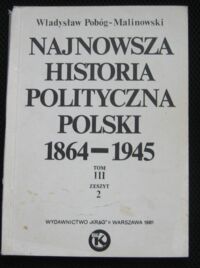 Władysław Pobóg-Malinowski
NAJNOWSZA
HISTORIA
POLITYCZNA
POLSKI
1864—1945
TOM
III
ZESZYT
2
WYDAWNICTWO „KRĄG” WARSZAWA 1981
K